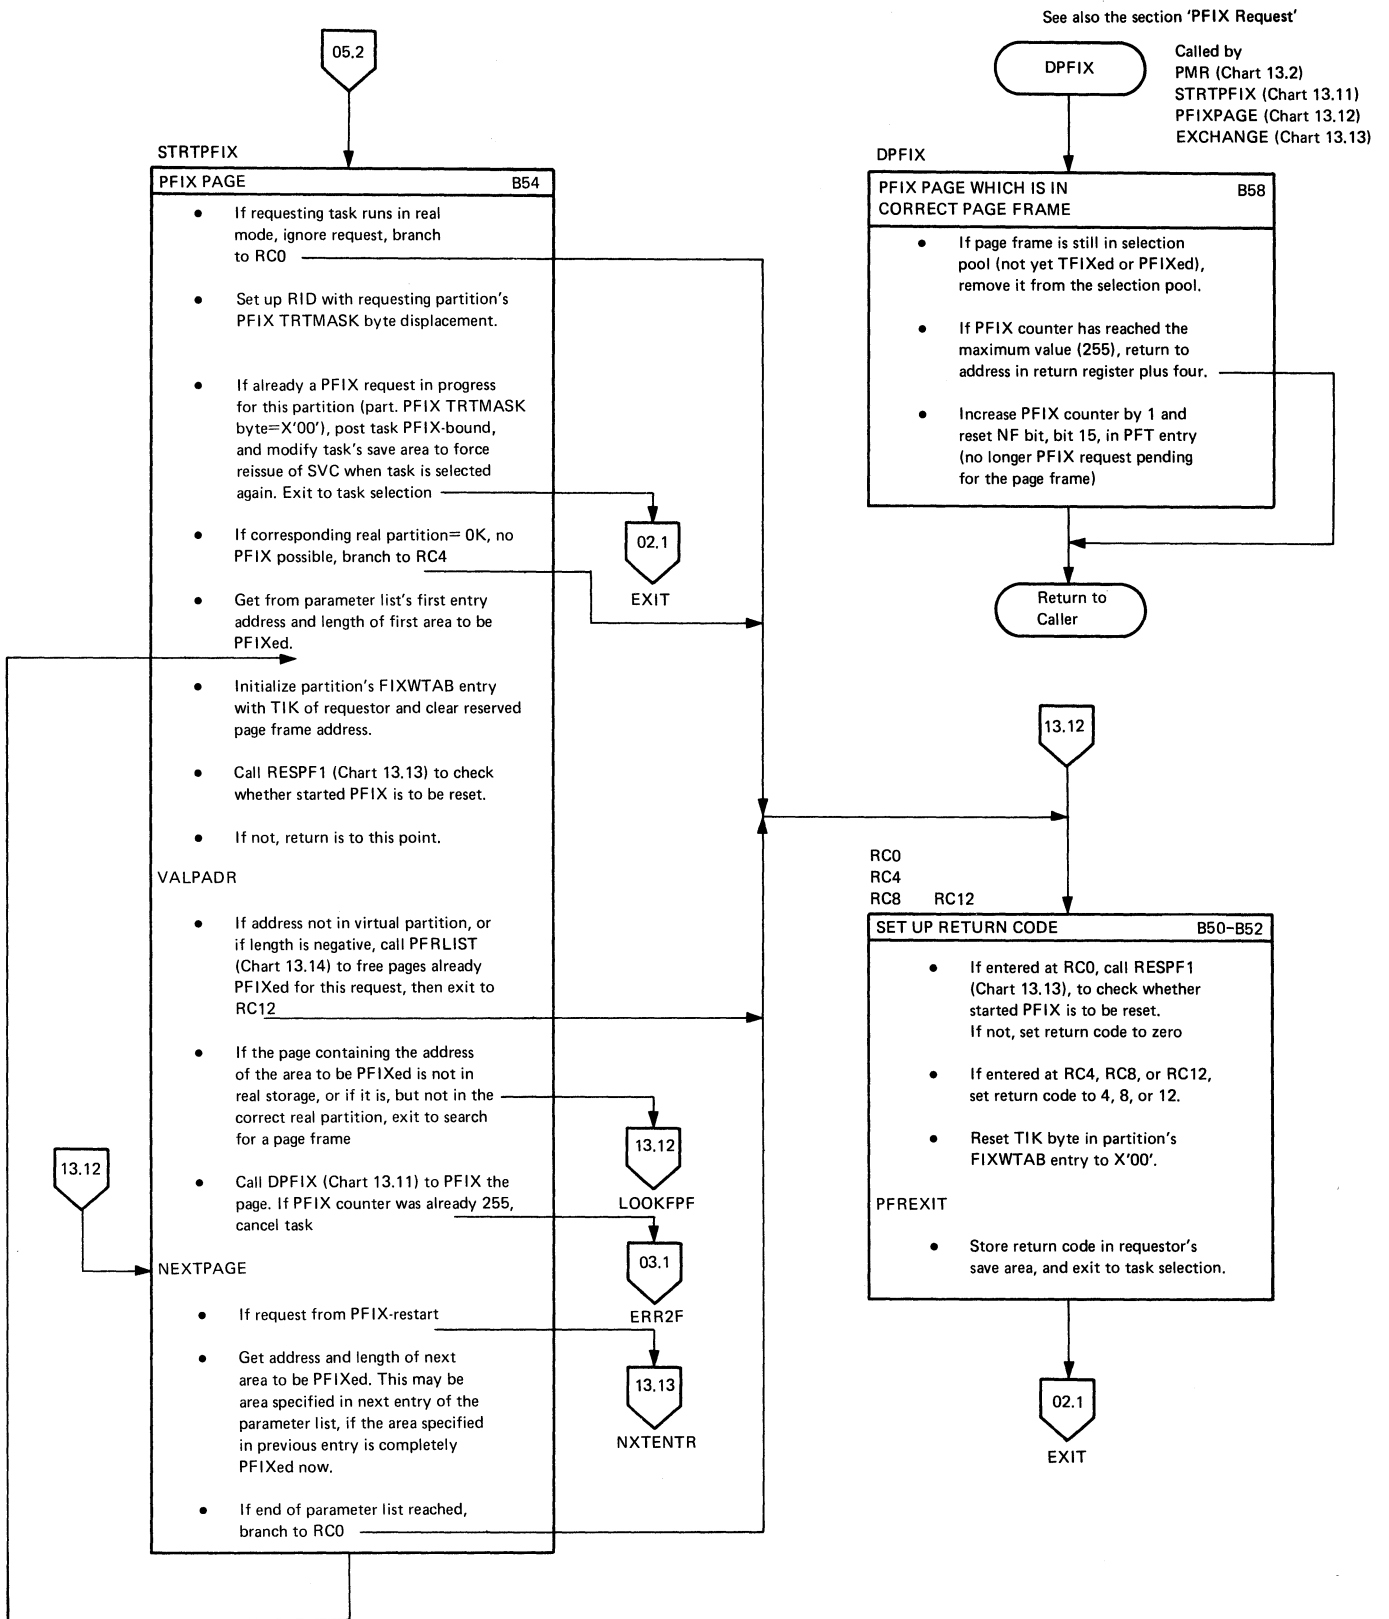 See also the section 'PFIX Request'
05.2
STRTPFIX
PFIX PAGE B54
• If requesting task runs in real
mode, ignore request, branch
to RC0
• Set up RID with requesting partition's
PFIX TRTMASK byte displacement.
• If already a PFIX request in progress
for this partition (part. PFIX TRTMASK
byte=X'00'), post task PFIX-bound,
and modify task's save area to force
reissue of SVC when task is selected
again. Exit to task selection
02.1
EXIT
• If corresponding real partition= 0K, no
PFIX possible, branch to RC4
• Get from parameter list's first entry
address and length of first area to be
PFIXed.
• Initialize partition's FIXWTAB entry
with TIK of requestor and clear reserved
page frame address.
• Call RESPF1 (Chart 13.13) to check
whether started PFIX is to be reset.
• If not, return is to this point.
VALPADR
• If address not in virtual partition, or
if length is negative, call PFRLIST
(Chart 13.14) to free pages already
PFIXed for this request, then exit to
RC12
• If the page containing the address
of the area to be PFIXed is not in
real storage, or if it is, but not in the
correct real partition, exit to search
for a page frame
13.12
LOOKFPF
• Call DPFIX (Chart 13.11) to PFIX the
page. If PFIX counter was already 255,
cancel task
03.1
ERR2F
13.12
NEXTPAGE
• If request from PFIX-restart
13.13
NXTENTR
• Get address and length of next
area to be PFIXed. This may be
area specified in next entry of the
parameter list, if the area specified
in previous entry is completely
PFIXed now.
• If end of parameter list reached,
branch to RC0
DPFIX
Called by
PMR (Chart 13.2)
STRTPFIX (Chart 13.11)
PFIXPAGE (Chart 13.12)
EXCHANGE (Chart 13.13)
DPFIX
PFIX PAGE WHICH IS IN B58
CORRECT PAGE FRAME
• If page frame is still in selection
pool (not yet TFIXed or PFIXed),
remove it from the selection pool.
• If PFIX counter has reached the
maximum value (255), return to
address in return register plus four.
• Increase PFIX counter by 1 and
reset NF bit, bit 15, in PFT entry
(no longer PFIX request pending
for the page frame)
Return to
Caller
13.12
RC0
RC4
RC8 RC12
SET UP RETURN CODE B50-B52
• If entered at RC0, call RESPF1
(Chart 13.13), to check whether
started PFIX is to be reset.
If not, set return code to zero
• If entered at RC4, RC8, or RC12,
set return code to 4, 8, or 12.
• Reset TIK byte in partition's
FIXWTAB entry to X'00'.
PFREXIT
• Store return code in requestor's
save area, and exit to task selection.
02.1
EXIT